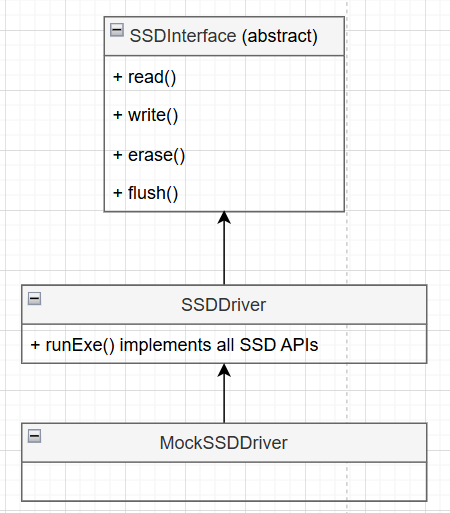 SSDInterface (abstract)
+ read()
+ write()
+ erase()
+ flush()
SSDDriver
+ runExe() implements all SSD APIs
MockSSDDriver